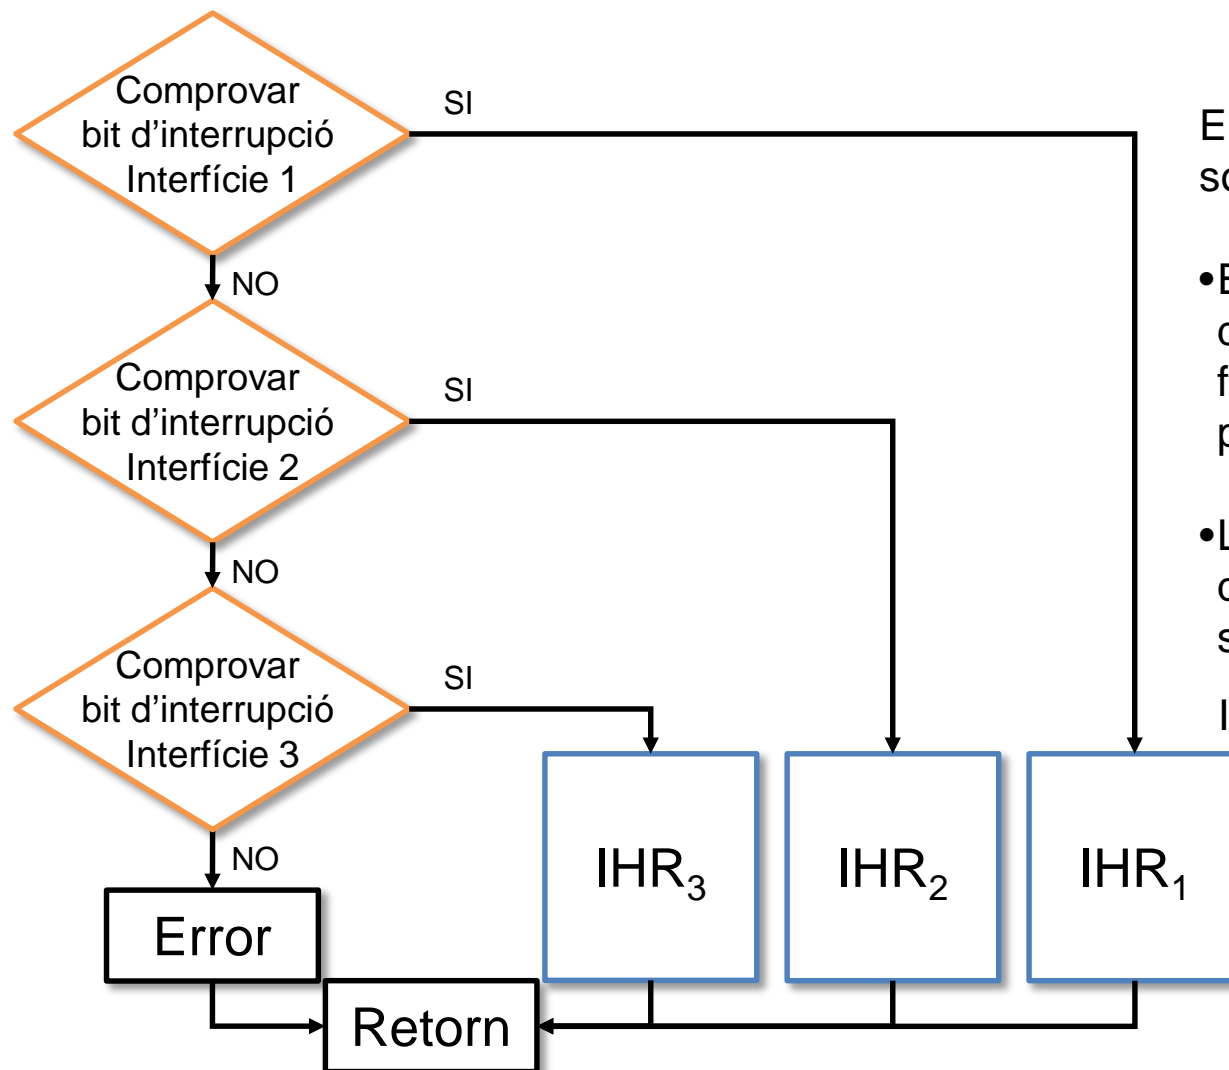 Comprovar
bit d’interrupció
Interfície 1
SI
NO
Comprovar
bit d’interrupció
Interfície 2
SI
NO
Comprovar
bit d’interrupció
Interfície 3
SI
NO
Error
Retorn
IHR₃
IHR₂
IHR₁